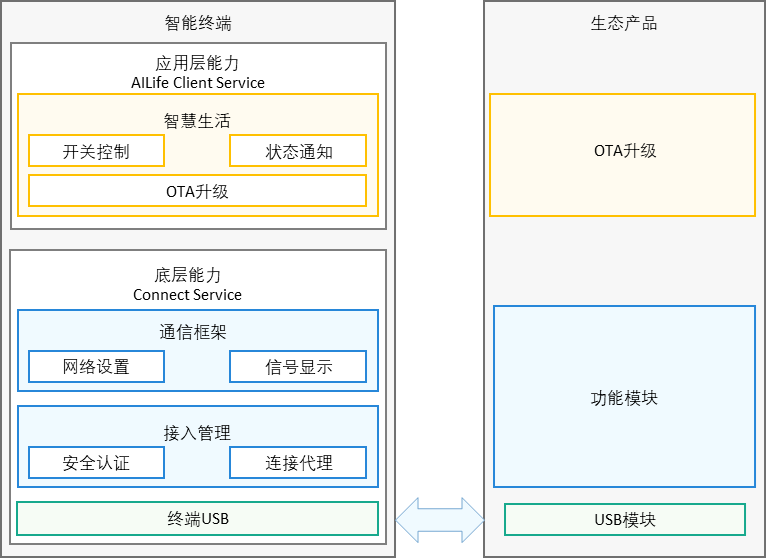 智能终端
应用层能力
AILife Client Service
智慧生活
开关控制
状态通知
OTA升级
底层能力
Connect Service
通信框架
网络设置
信号显示
接入管理
安全认证
连接代理
终端USB
生态产品
OTA升级
功能模块
USB模块